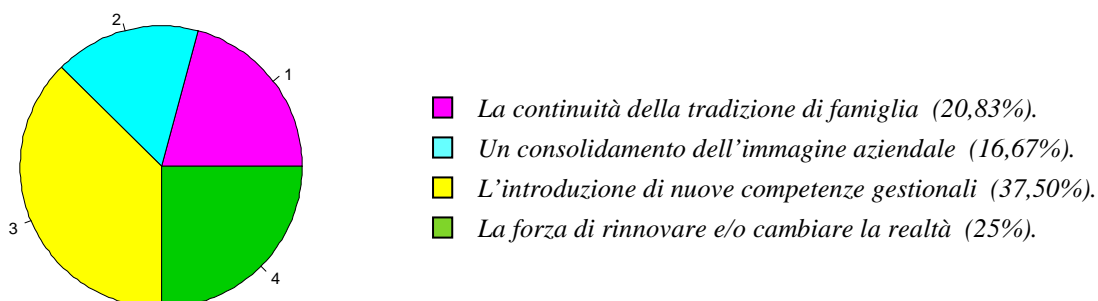 2
1
3
4
La continuità della tradizione di famiglia (20,83%).
Un consolidamento dell'immagine aziendale (16,67%).
L'introduzione di nuove competenze gestionali (37,50%).
La forza di rinnovare e/o cambiare la realtà (25%).